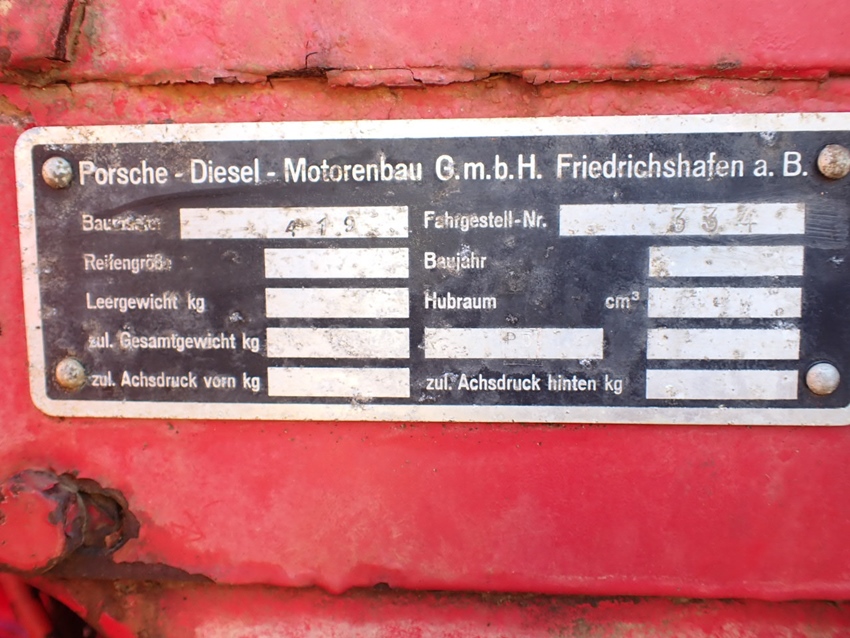 Porsche - Diesel - Motorenbau G.m.b.H. Friedrichshafen a. B.
419 Fahrgestell-Nr. 334
Reifengröße Baujahr
Leergewicht kg Hubraum cm³
zul. Gesamtgewicht kg
zul. Achsdruck vorn kg zul. Achsdruck hinten kg